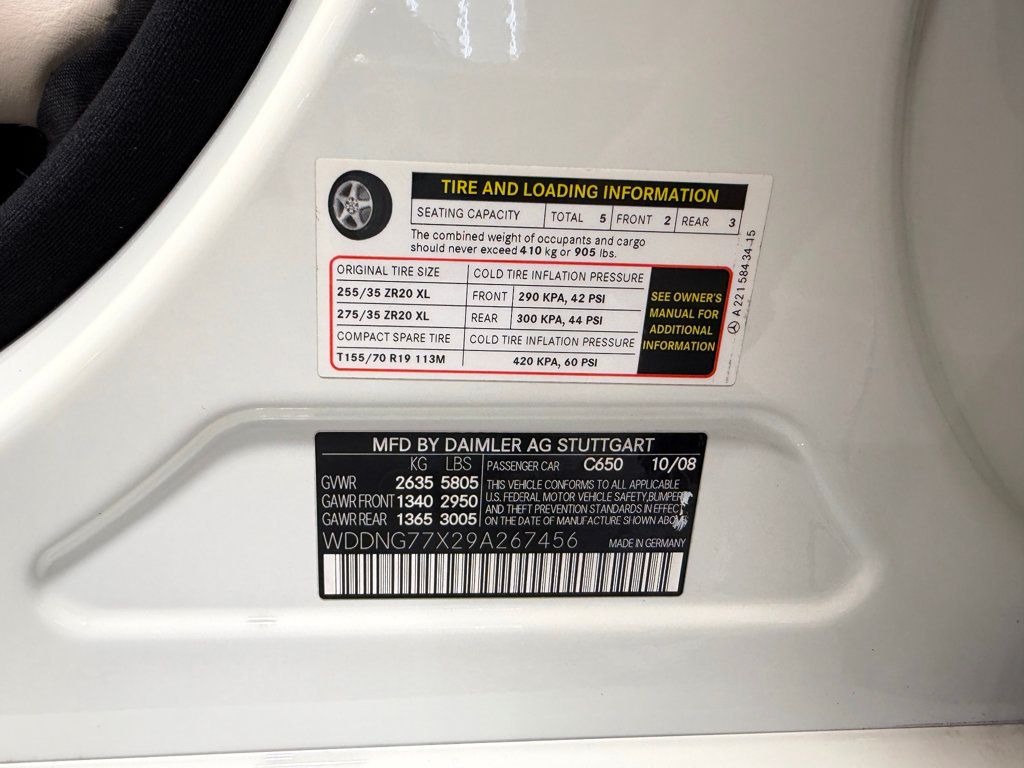 TIRE AND LOADING INFORMATION
SEATING CAPACITY TOTAL 5 FRONT 2 REAR 3
The combined weight of occupants and cargo
should never exceed 410 kg or 905 lbs.
ORIGINAL TIRE SIZE COLD TIRE INFLATION PRESSURE
255/35 ZR20 XL FRONT 290 KPA, 42 PSI
275/35 ZR20 XL REAR 300 KPA, 44 PSI
COMPACT SPARE TIRE COLD TIRE INFLATION PRESSURE
T155/70 R19 113M 420 KPA, 60 PSI
SEE OWNER'S
MANUAL FOR
ADDITIONAL
INFORMATION
A 221 584 34 15
MFD BY DAIMLER AG STUTTGART
KG LBS PASSENGER CAR C650 10/08
GVWR 2635 5805
GAWR FRONT 1340 2950
GAWR REAR 1365 3005
THIS VEHICLE CONFORMS TO ALL APPLICABLE
U.S. FEDERAL MOTOR VEHICLE SAFETY, BUMPER
AND THEFT PREVENTION STANDARDS IN EFFECT
ON THE DATE OF MANUFACTURE SHOWN ABOVE
WDDNG77X29A267456 MADE IN GERMANY